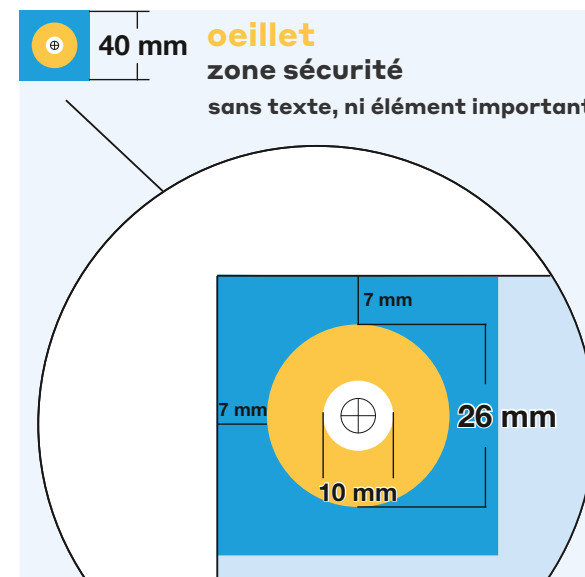 40 mm
oeillet
zone sécurité
sans texte, ni élément important
7 mm
7 mm
26 mm
10 mm